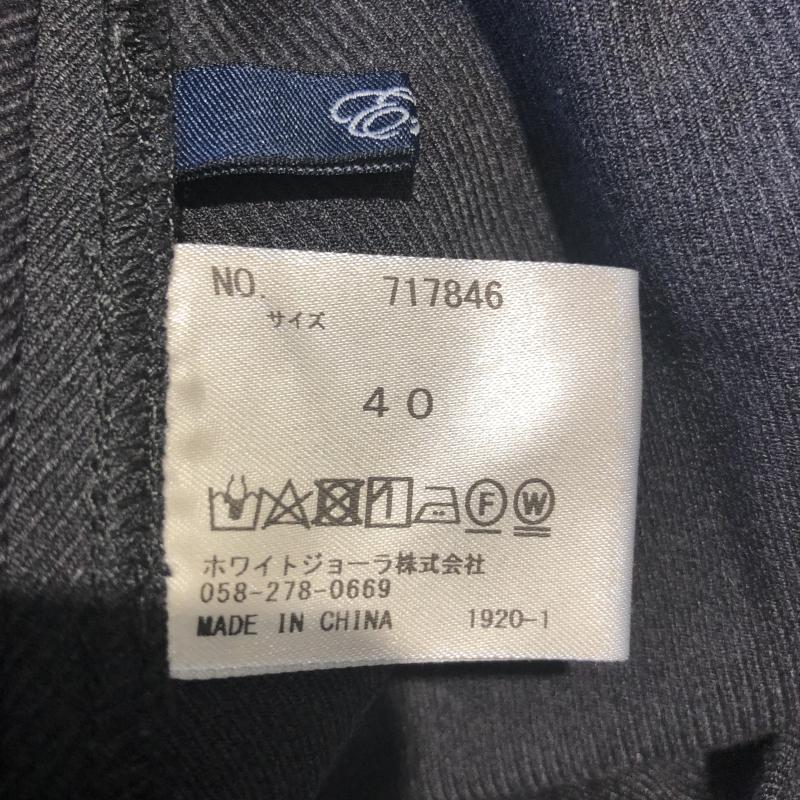 NO. 717846
サイズ
40
F W
ホワイトジョーラ株式会社
058-278-0669
MADE IN CHINA 1920-1